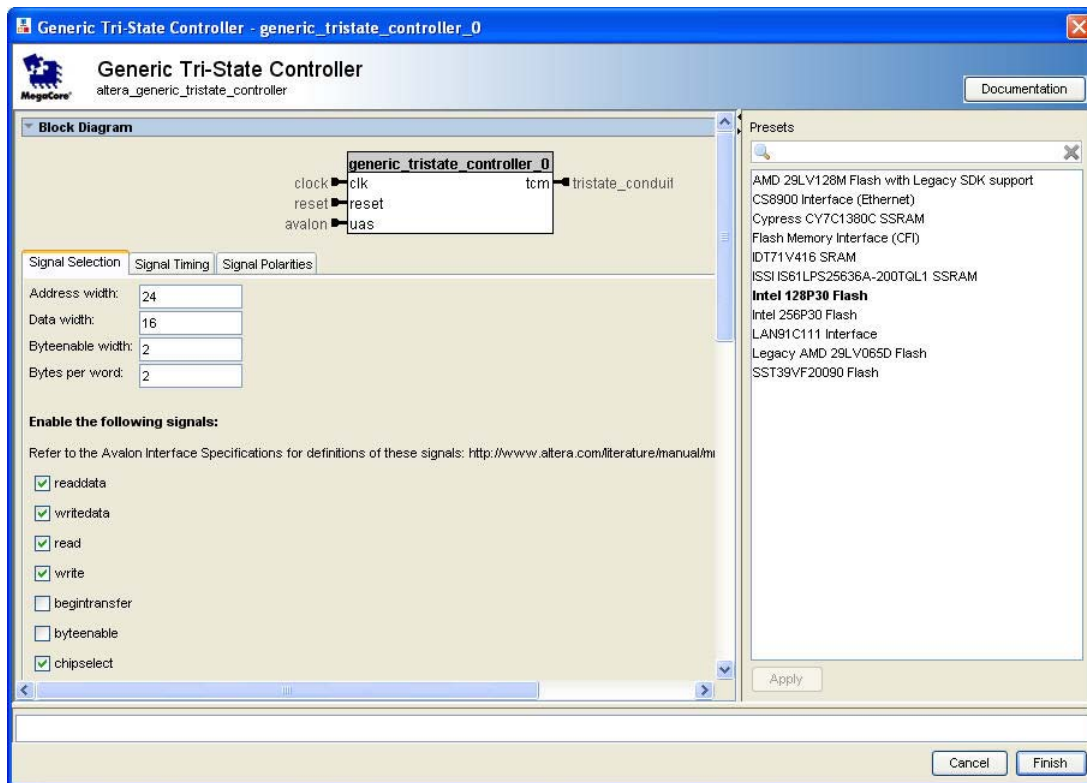 Generic Tri-State Controller - generic_tristate_controller_0
MegaCore®
Generic Tri-State Controller
altera_generic_tristate_controller
Documentation
Block Diagram
generic_tristate_controller_0
clock clk tcm tristate_conduit
reset reset
avalon uas
Signal Selection Signal Timing Signal Polarities
Address width: 24
Data width: 16
Byteenable width: 2
Bytes per word: 2
Enable the following signals:
Refer to the Avalon Interface Specifications for definitions of these signals: http://www.altera.com/literature/manual/
readdata
writedata
read
write
begintransfer
byteenable
chipselect
Presets
AMD 29LV128M Flash with Legacy SDK support
CS8900 Interface (Ethernet)
Cypress CY7C1380C SSRAM
Flash Memory Interface (CFI)
IDT71V416 SRAM
ISSI IS61LPS25636A-200TQL1 SSRAM
Intel 128P30 Flash
Intel 256P30 Flash
LAN91C111 Interface
Legacy AMD 29LV065D Flash
SST39VF20090 Flash
Apply
Cancel Finish